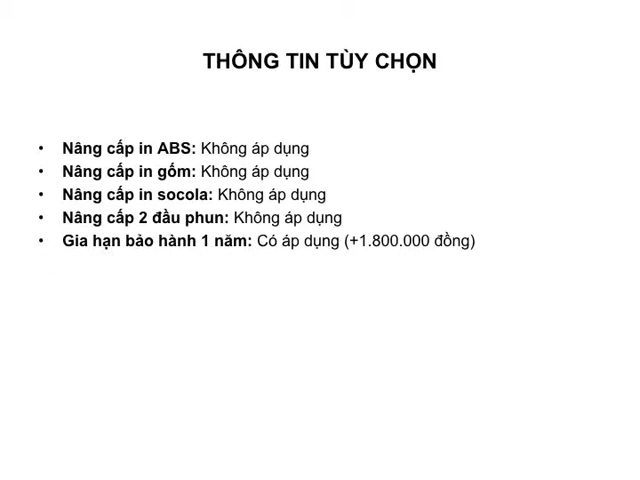 THÔNG TIN TÙY CHỌN
• Nâng cấp in ABS: Không áp dụng
• Nâng cấp in gốm: Không áp dụng
• Nâng cấp in socola: Không áp dụng
• Nâng cấp 2 đầu phun: Không áp dụng
• Gia hạn bảo hành 1 năm: Có áp dụng (+1.800.000 đồng)